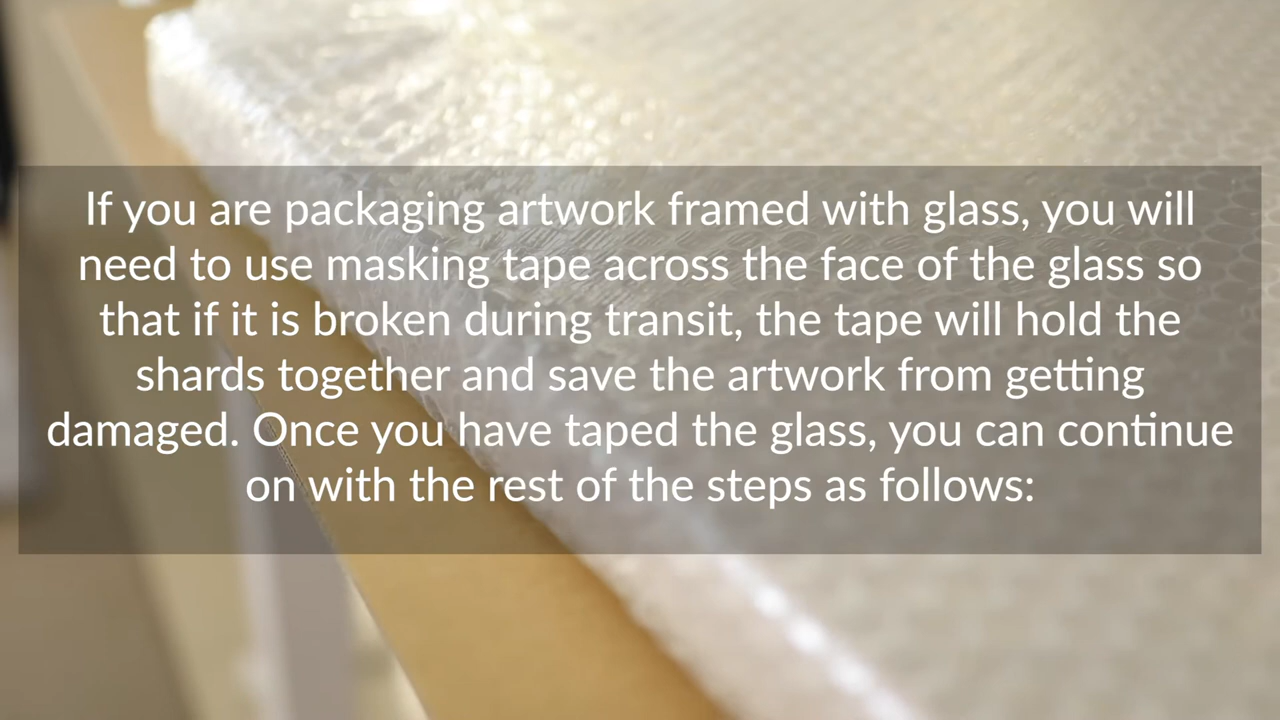 If you are packaging artwork framed with glass, you will
need to use masking tape across the face of the glass so
that if it is broken during transit, the tape will hold the
shards together and save the artwork from getting
damaged. Once you have taped the glass, you can continue
on with the rest of the steps as follows: